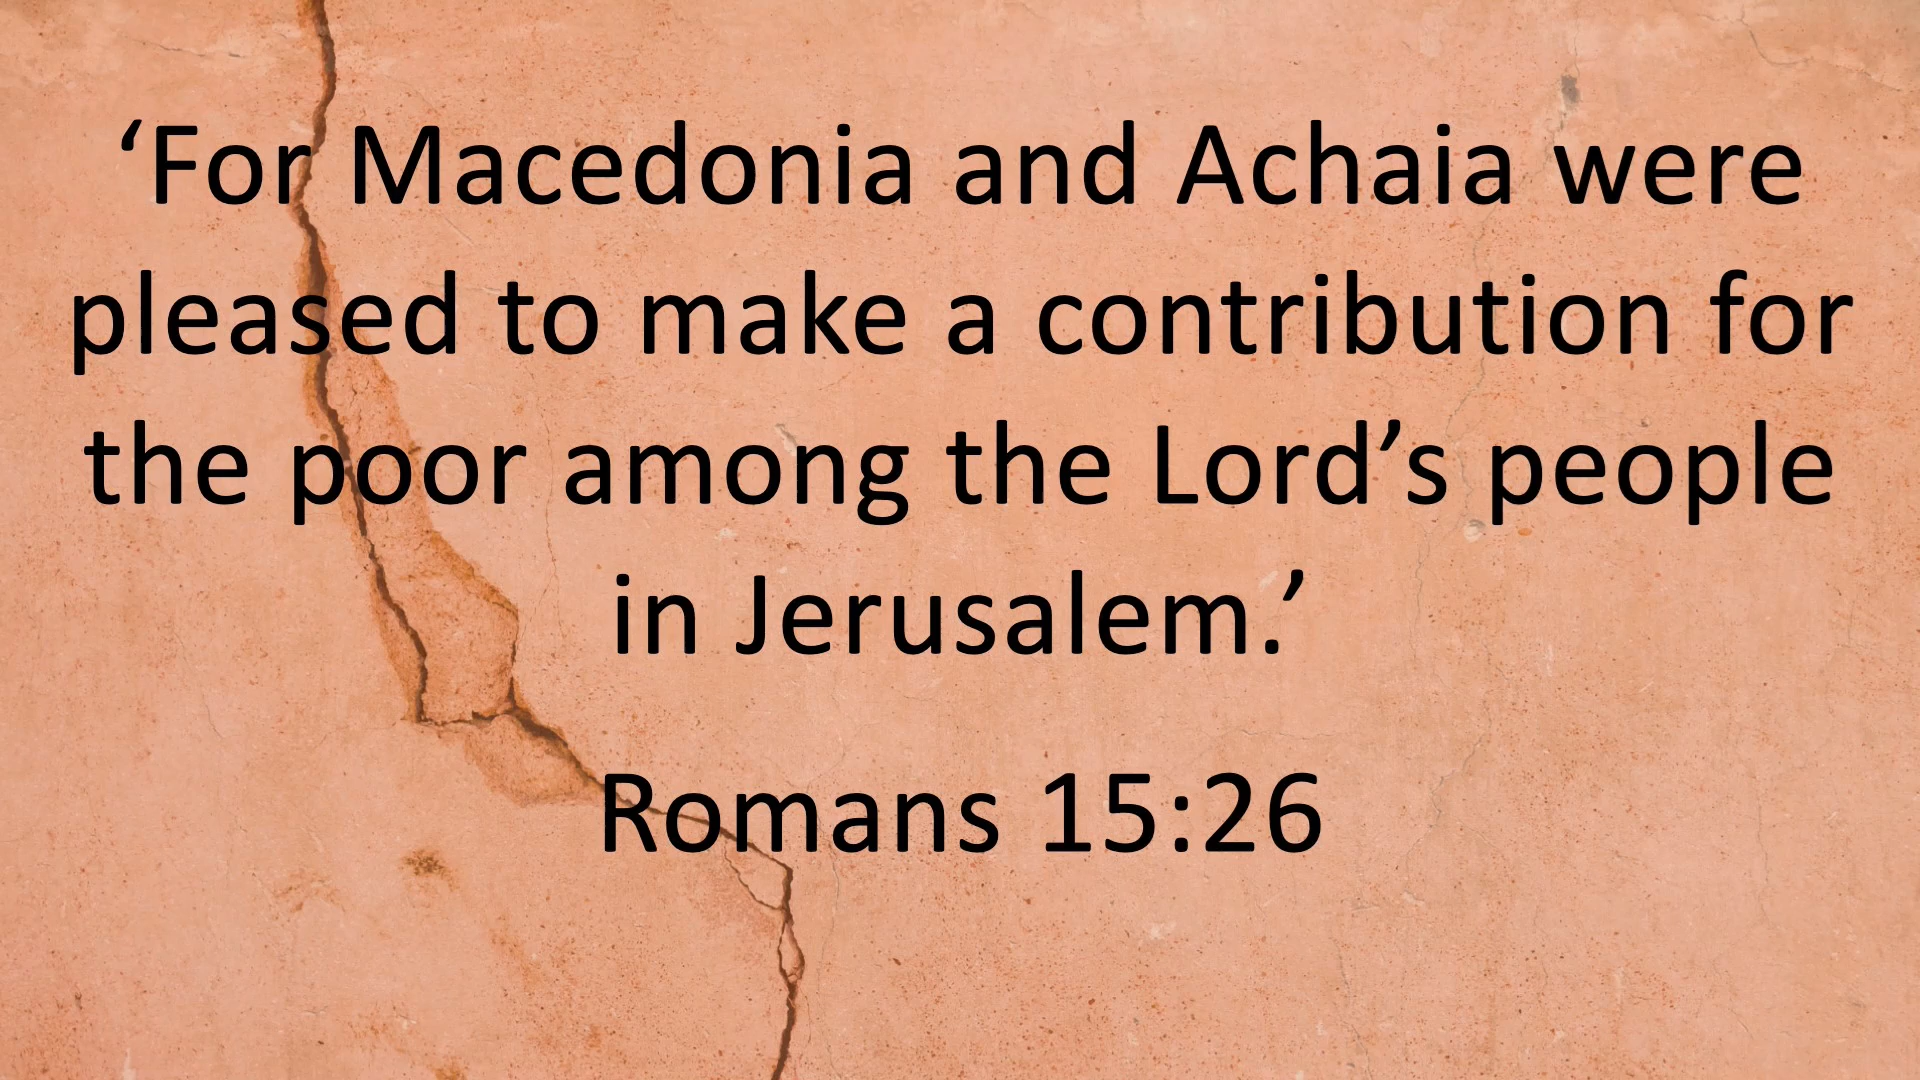 ‘For Macedonia and Achaia were
pleased to make a contribution for
the poor among the Lord’s people
in Jerusalem.’
Romans 15:26